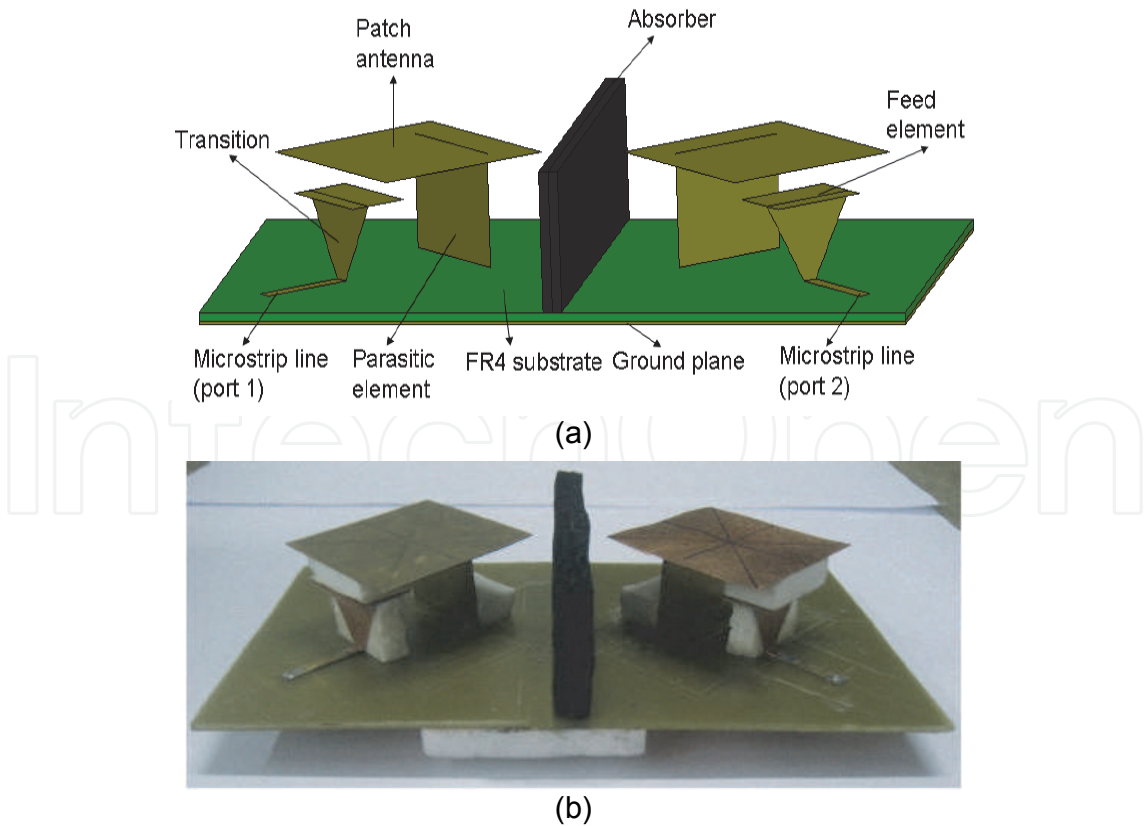 Patch
antenna
Absorber
Feed
element
Transition
Microstrip line
(port 1)
Parasitic
element
FR4 substrate
Ground plane
Microstrip line
(port 2)
(a)
IntechOpen
(b)